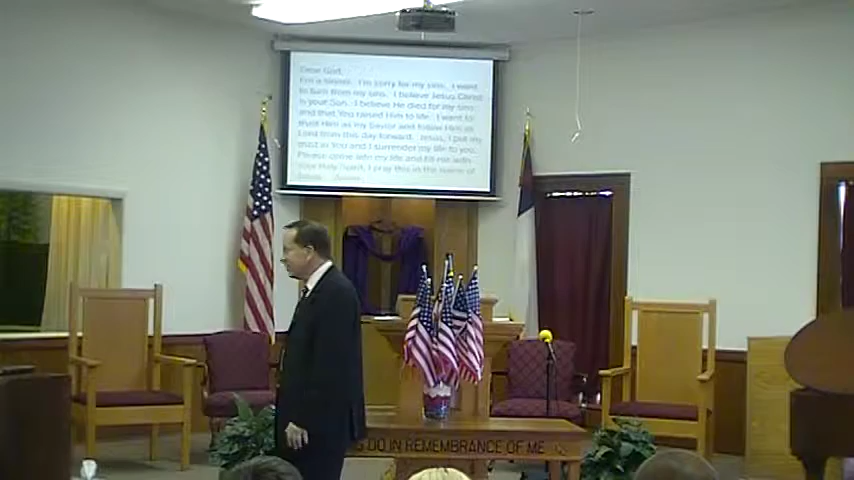 Dear God,
I'm a sinner. I'm sorry for my sins. I want
to turn from my sins. I believe Jesus Christ
is your Son. I believe He died for my sins
and that You raised Him to life. I want to
trust Him as my Savior and follow Him as
Lord from this day forward. Jesus, I put my
trust in You and I surrender my life to you.
Please come into my life and fill me with
your Holy Spirit. I pray this in the name of
Jesus. Amen.
S DO IN REMEMBRANCE OF ME